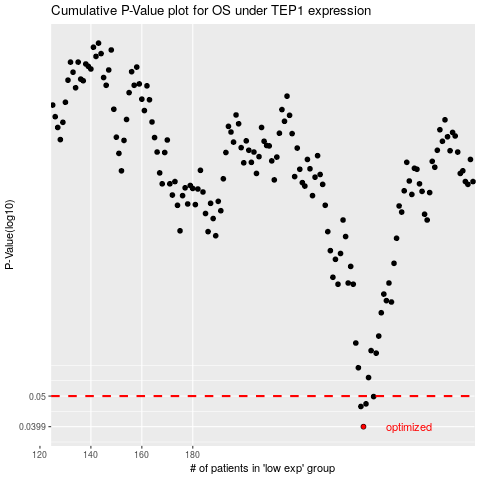 Cumulative P-Value plot for OS under TEP1 expression
P-Value(log10)
0.05
0.0399
optimized
120 140 160 180
# of patients in 'low exp' group